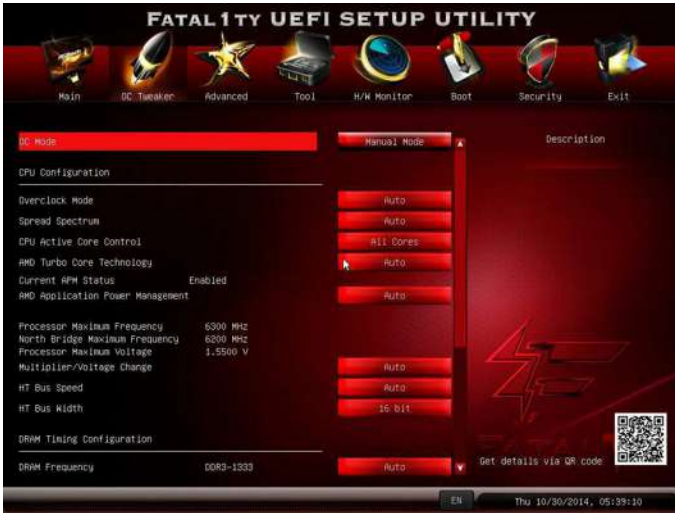 FATAL1TY UEFI SETUP UTILITY
Main OC Tweaker Advanced Tool H/W Monitor Boot Security Exit
OC Mode Manual Mode Description
CPU Configuration
Overclock Mode Auto
Spread Spectrum Auto
CPU Active Core Control All Cores
AMD Turbo Core Technology Auto
Current APM Status Enabled
AMD Application Power Management Auto
Processor Maximum Frequency 6300 MHz
North Bridge Maximum Frequency 6200 MHz
Processor Maximum Voltage 1.5500 V
Multiplier/Voltage Change Auto
HT Bus Speed Auto
HT Bus Width 16 bit
DRAM Timing Configuration
DRAM Frequency DDR3-1333 Auto
Get details via QR code
EN Thu 10/30/2014, 05:39:10